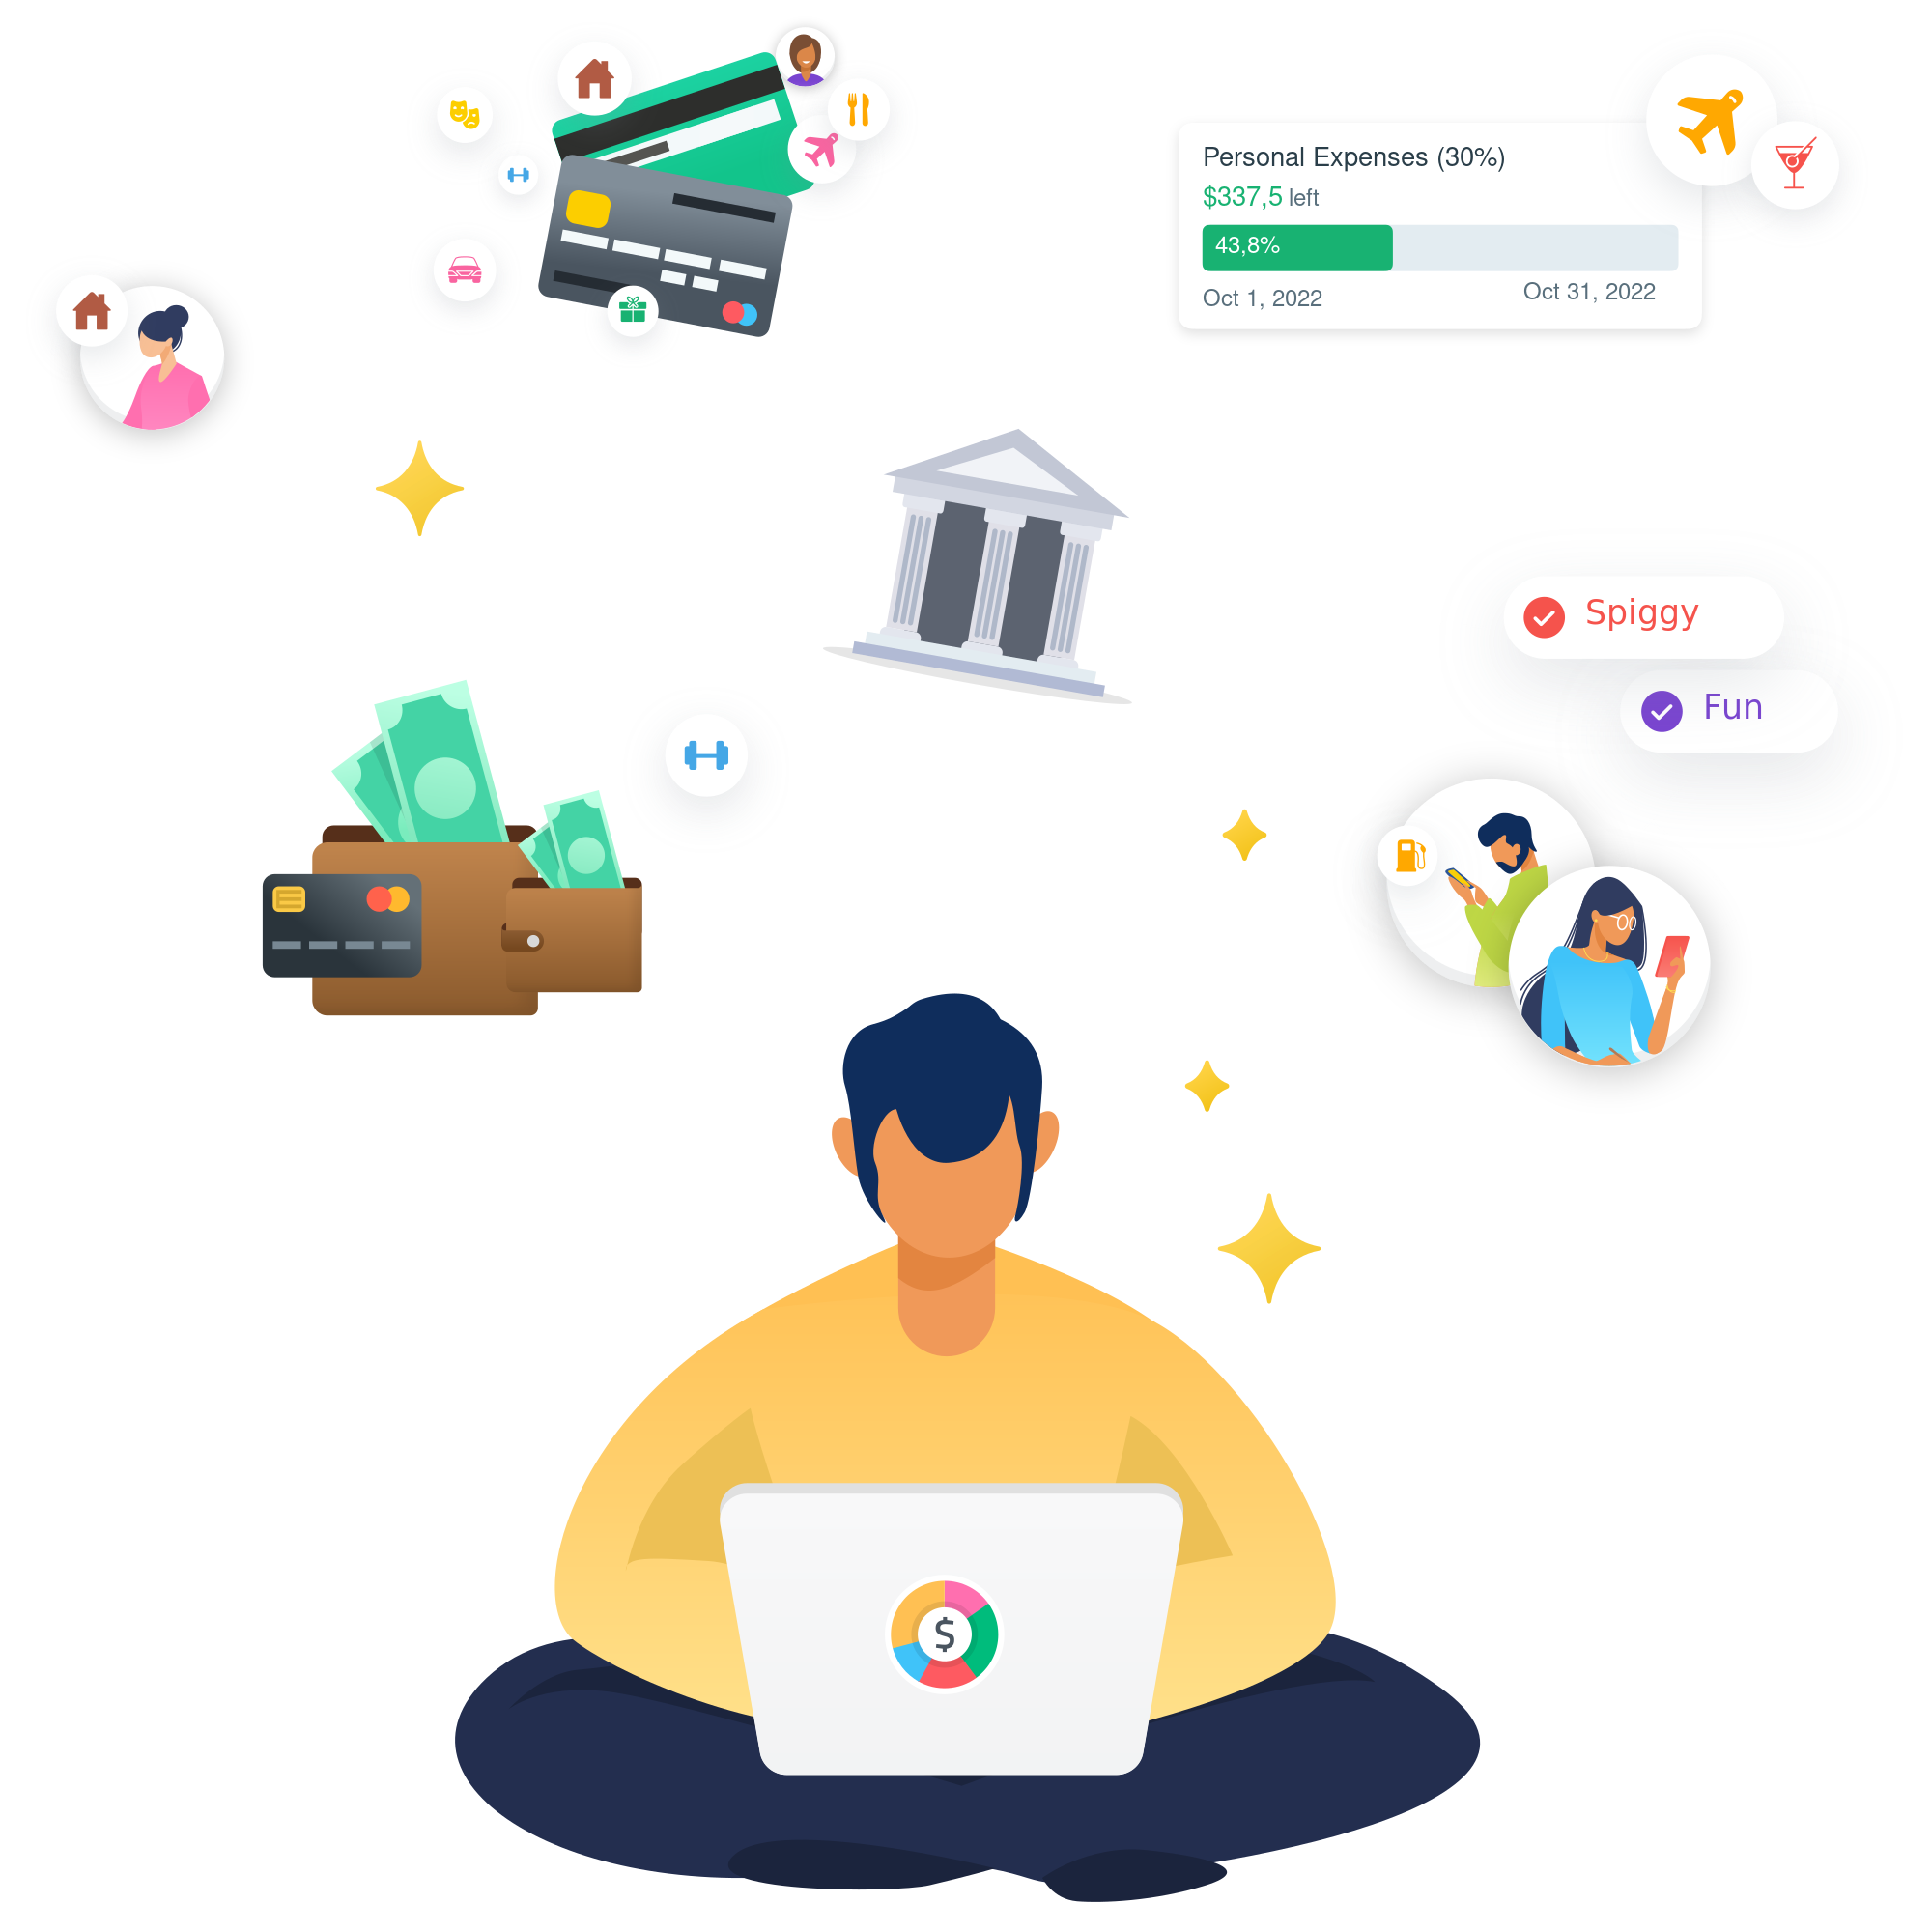 Personal Expenses (30%)
$337,5 left
43,8%
Oct 1, 2022
Oct 31, 2022
Spiggy
Fun
$